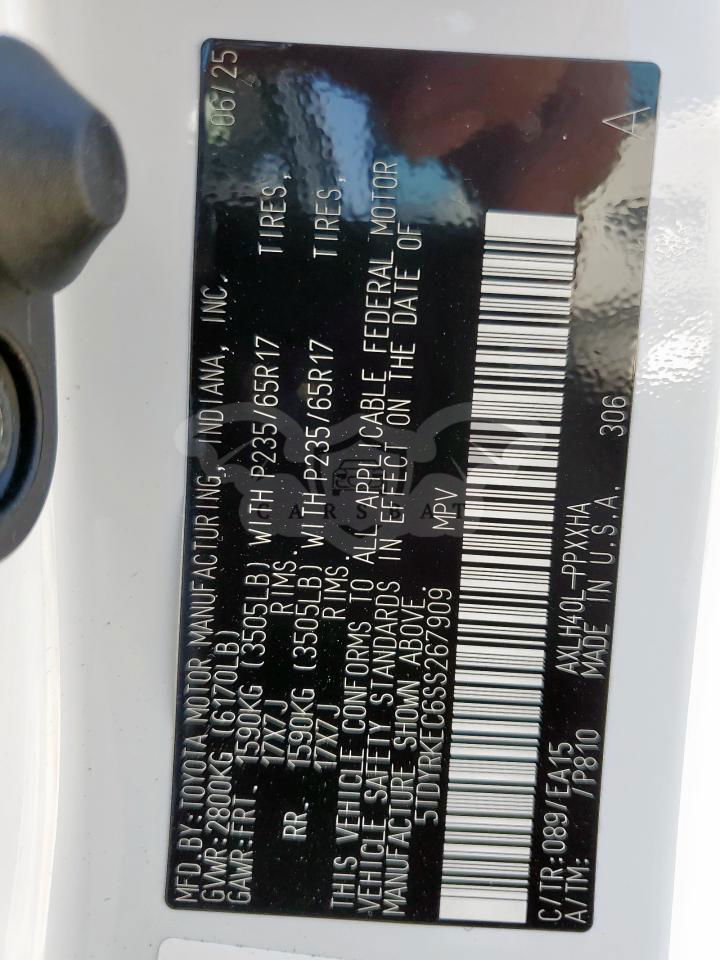 MFD.BY:TOYOTA MOTOR MANUFACTURING, INDIANA, INC. 06/25
GVWR:2800KG(6170LB)
GAWR:FRT. 1590KG (3505LB) WITH P235/65R17 TIRES,
17X7J RIMS.
RR. 1590KG (3505LB) WITH P235/65R17 TIRES,
17X7J RIMS.
THIS VEHICLE CONFORMS TO ALL APPLICABLE FEDERAL MOTOR
VEHICLE SAFETY STANDARDS IN EFFECT ON THE DATE OF
MANUFACTURE SHOWN ABOVE.
5TDYRKEC6SS267909 MPV
C/TR:089/EA15 AXLH40L-PPXXHA 306 A
A/TM: /P810 MADE IN U.S.A.
CARSBAT